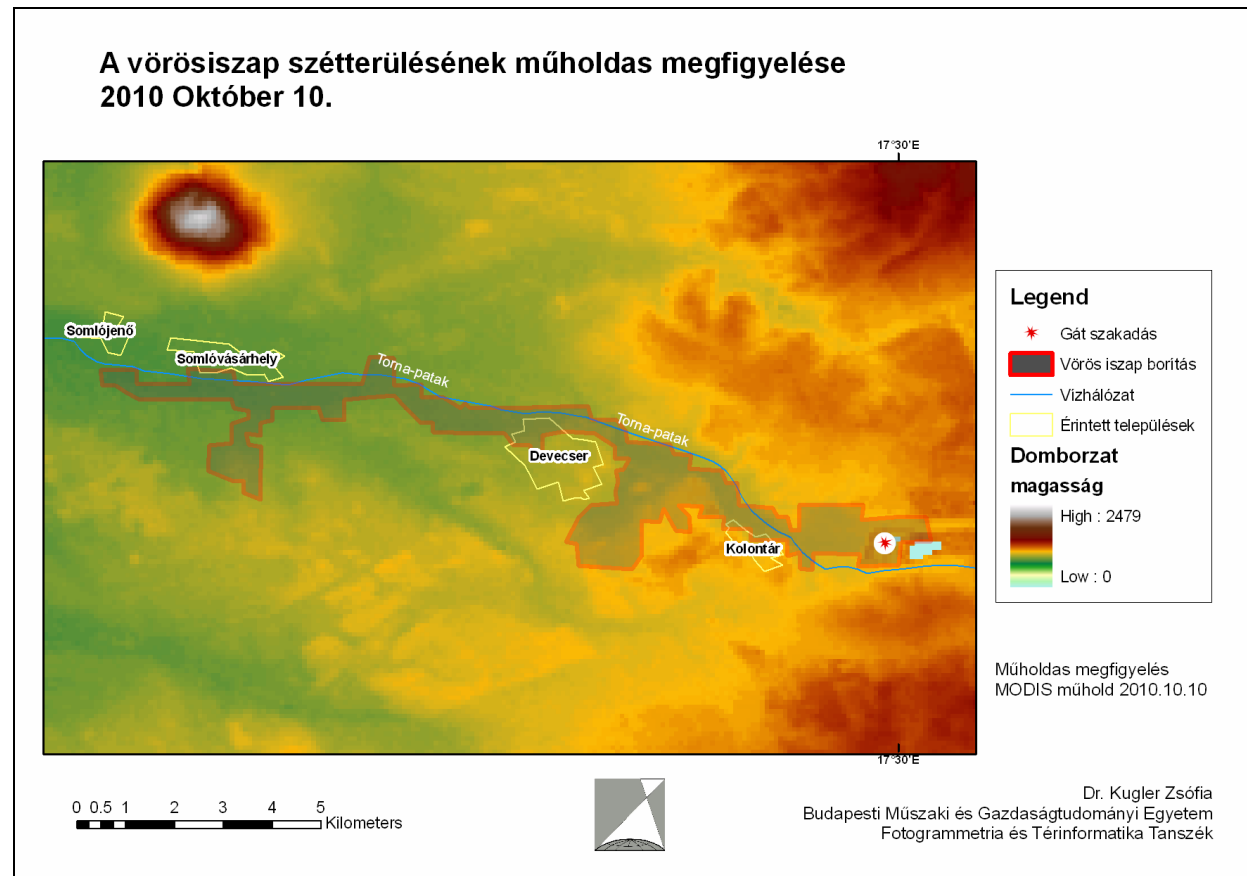 A vörösiszap szétterülésének műholdas megfigyelése
2010 Október 10.
17°30'E
Somlójenő
Somlóvásárhely
Torna-patak
Torna-patak
Devecser
Kolontár
17°30'E
Legend
Gát szakadás
Vörös iszap borítás
Vizhálózat
Érintett települések
Domborzat
magasság
High : 2479
Low : 0
Műholdas megfigyelés
MODIS műhold 2010.10.10
0 0.5 1 2 3 4 5
Kilometers
Dr. Kugler Zsófia
Budapesti Műszaki és Gazdaságtudományi Egyetem
Fotogrammetria és Térinformatika Tanszék